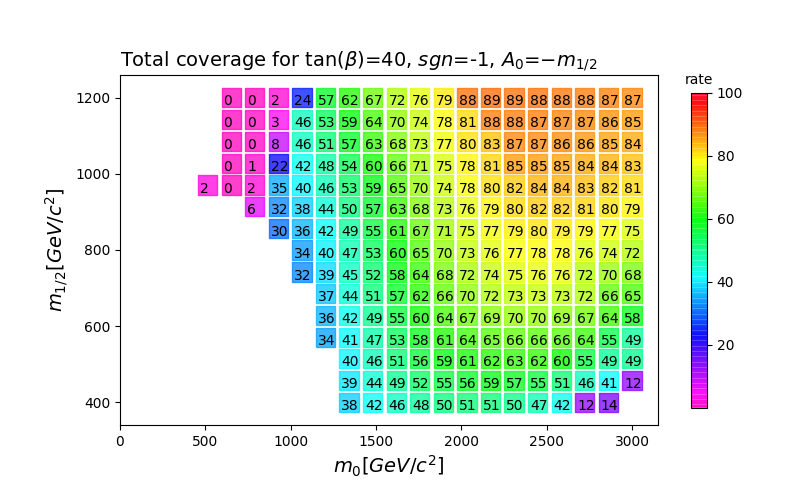 Total coverage for tan(β)=40, sgn=-1, A₀=−m₁/₂
rate
1200 0 0 2 24 57 62 67 72 76 79 88 89 89 88 88 88 87 87 100
0 0 3 46 53 59 64 70 74 78 81 88 88 87 87 87 86 85
0 0 8 46 51 57 63 68 73 77 80 83 87 87 86 86 85 84
1000 0 1 22 42 48 54 60 66 71 75 78 81 85 85 85 84 84 83 80
2 0 2 35 40 46 53 59 65 70 74 78 80 82 84 84 83 82 81
6 32 38 44 50 57 63 68 73 76 79 80 82 82 81 80 79
30 36 42 49 55 61 67 71 75 77 79 80 79 79 77 75
800 34 40 47 53 60 65 70 73 76 77 78 78 76 74 72 60
32 39 45 52 58 64 68 72 74 75 76 76 72 70 68
37 44 51 57 62 66 70 72 73 73 73 72 66 65
600 36 42 49 55 60 64 67 69 70 70 69 67 64 58 40
34 41 47 53 58 61 64 65 66 66 66 64 55 49
40 46 51 56 59 61 62 63 62 60 55 49 49
39 44 49 52 55 56 59 57 55 51 46 41 12 20
400 38 42 46 48 50 51 51 50 47 42 12 14
0 500 1000 1500 2000 2500 3000
m₁/₂[GeV/c²]
m₀[GeV/c²]